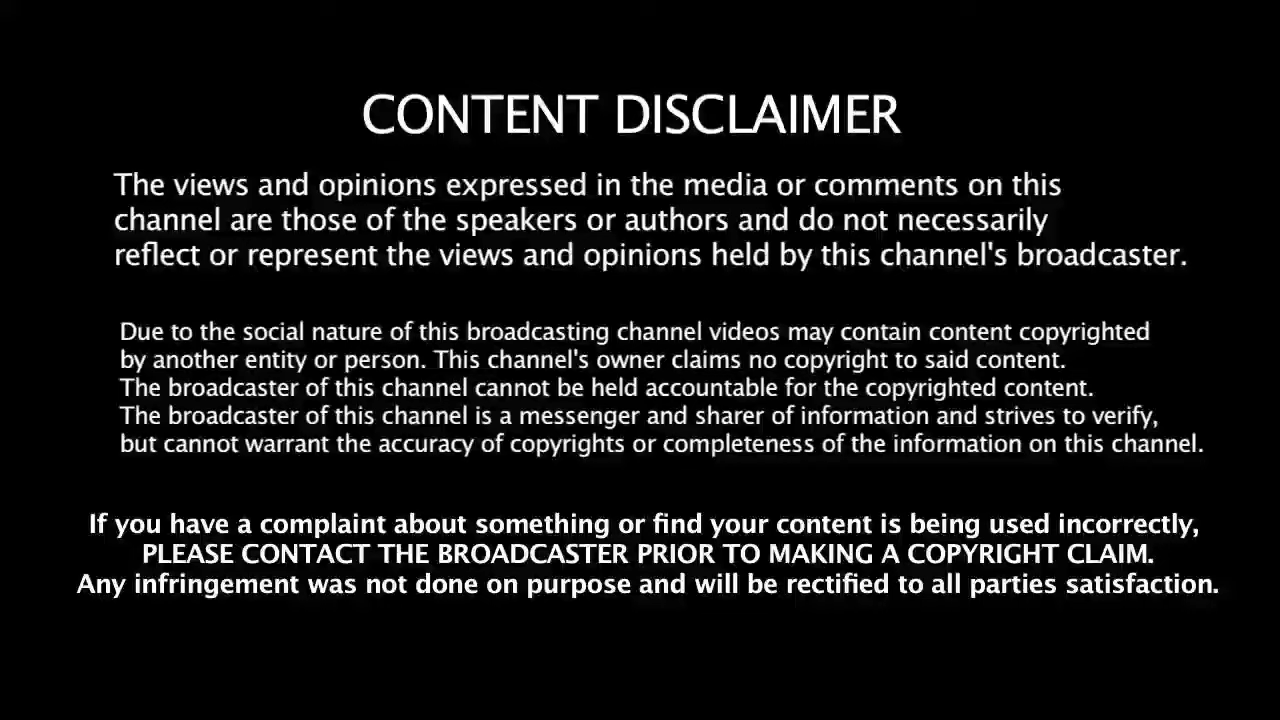 CONTENT DISCLAIMER
The views and opinions expressed in the media or comments on this
channel are those of the speakers or authors and do not necessarily
reflect or represent the views and opinions held by this channel's broadcaster.
Due to the social nature of this broadcasting channel videos may contain content copyrighted
by another entity or person. This channel's owner claims no copyright to said content.
The broadcaster of this channel cannot be held accountable for the copyrighted content.
The broadcaster of this channel is a messenger and sharer of information and strives to verify,
but cannot warrant the accuracy of copyrights or completeness of the information on this channel.
If you have a complaint about something or find your content is being used incorrectly,
PLEASE CONTACT THE BROADCASTER PRIOR TO MAKING A COPYRIGHT CLAIM.
Any infringement was not done on purpose and will be rectified to all parties satisfaction.